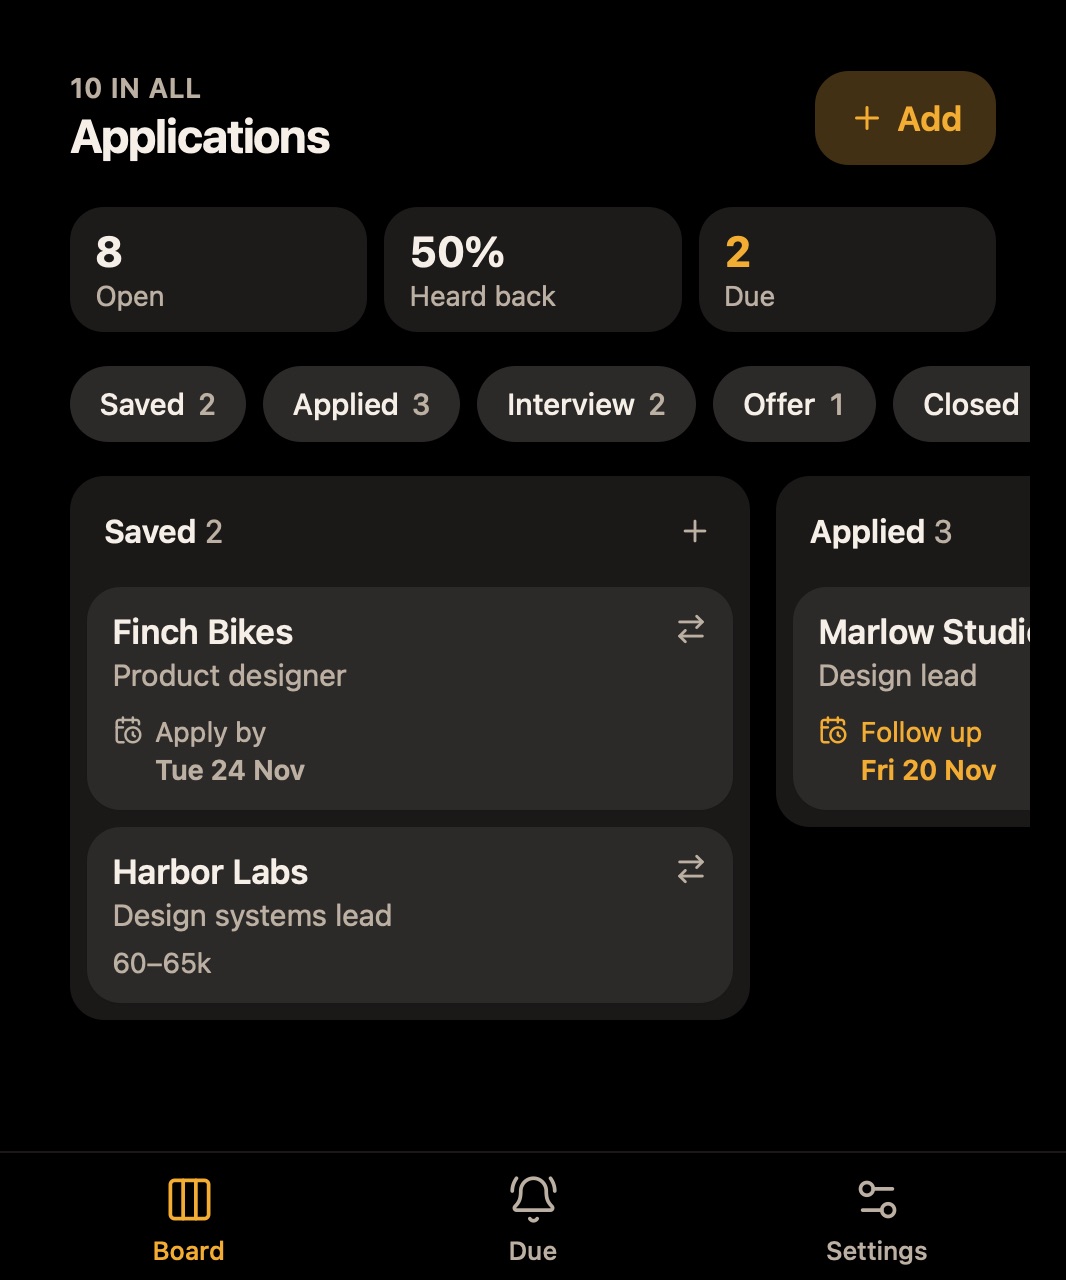 10 IN ALL
Applications
+ Add
8
Open
50%
Heard back
2
Due
Saved 2
Applied 3
Interview 2
Offer 1
Closed
Saved 2
Finch Bikes
Product designer
Apply by
Tue 24 Nov
Harbor Labs
Design systems lead
60–65k
Applied 3
Marlow
Design lead
Follow up
Fri 20 Nov
Board
Due
Settings